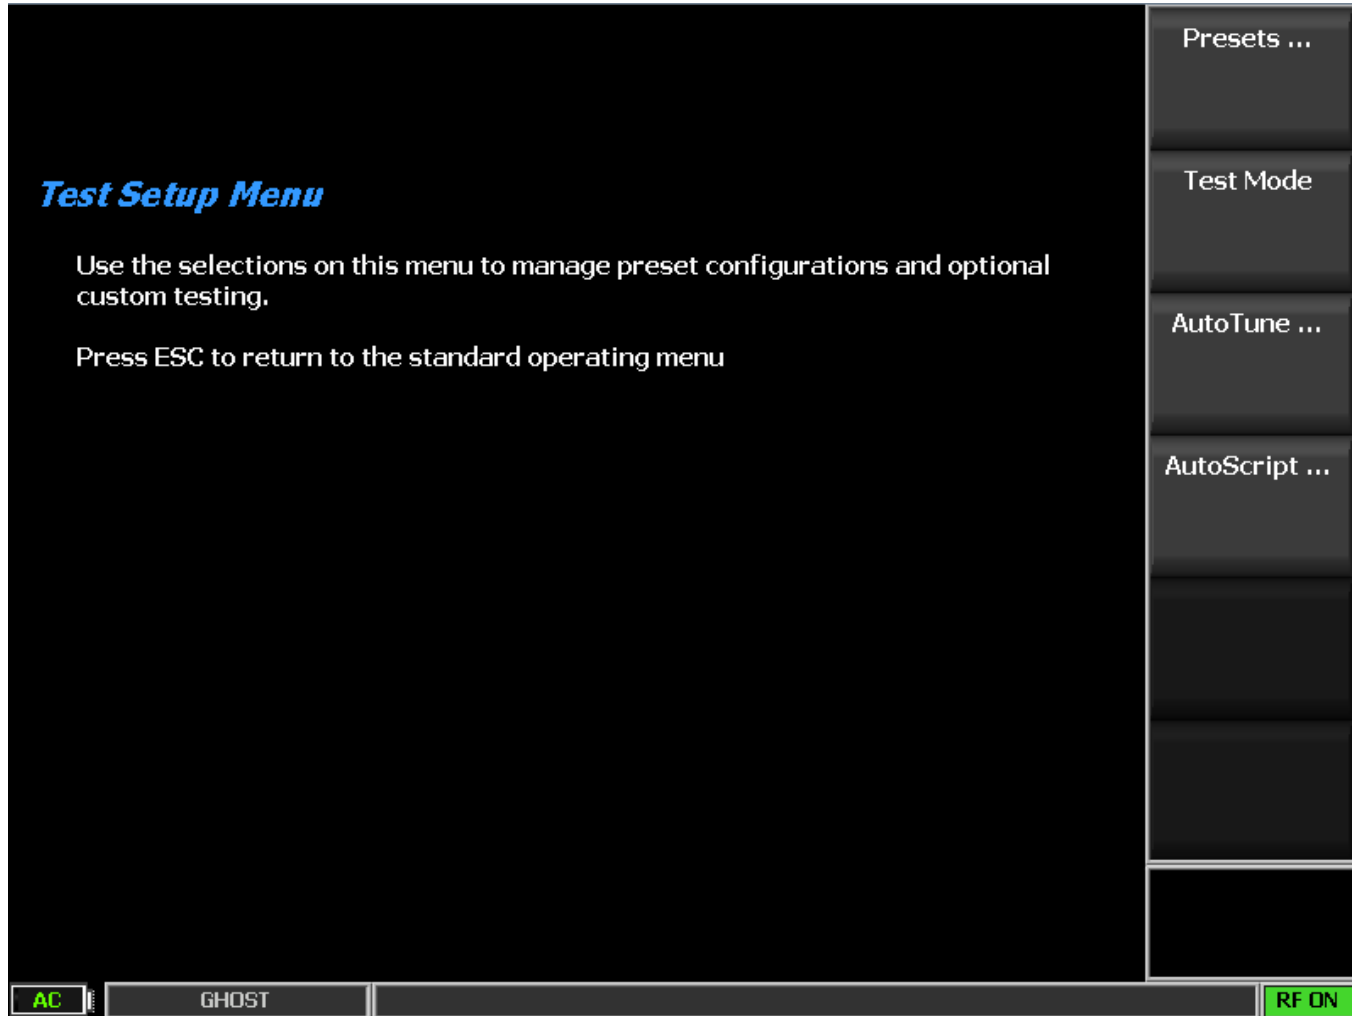 Test Setup Menu
Use the selections on this menu to manage preset configurations and optional
custom testing.
Press ESC to return to the standard operating menu
Presets ...
Test Mode
AutoTune ...
AutoScript ...
AC
GHOST
RF ON